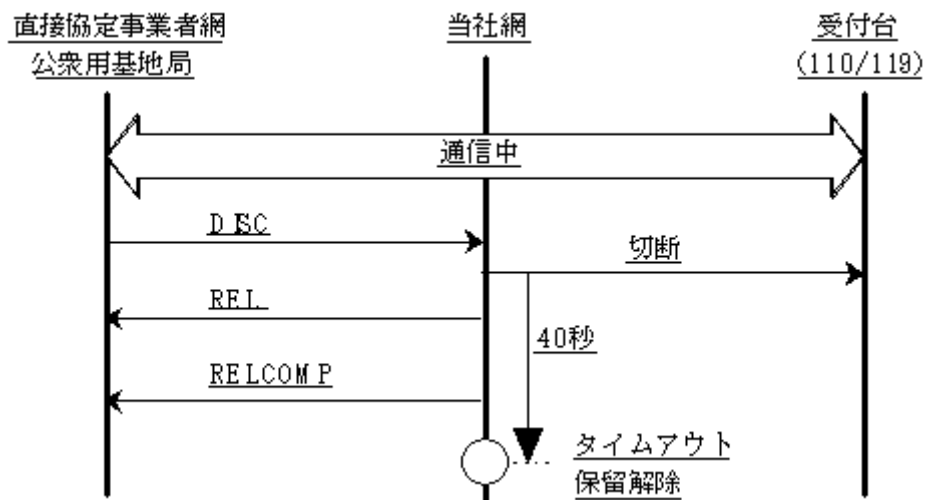 直接協定事業者網
公衆用基地局
当社網
受付台
(110/119)
通信中
DISC
切断
REL
40秒
RELCOMP
タイムアウト
保留解除